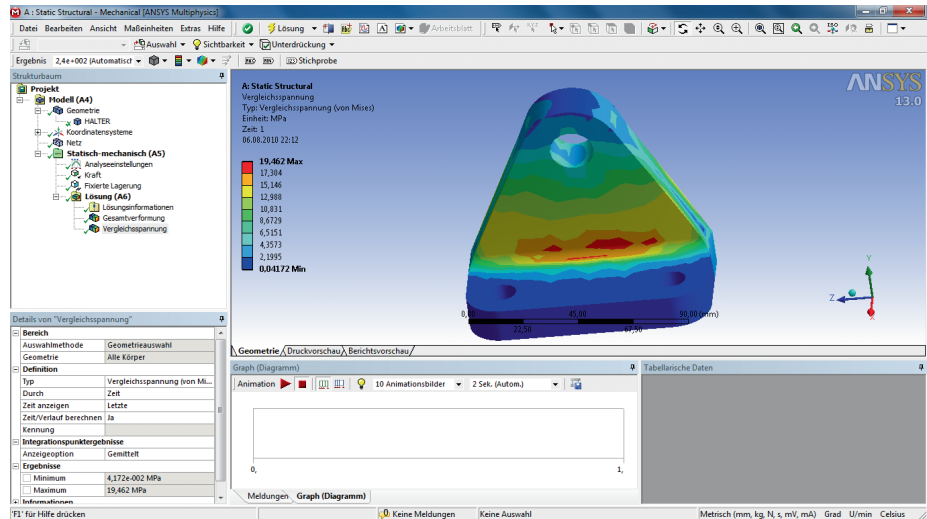 A : Static Structural - Mechanical [ANSYS Multiphysics]
Datei Bearbeiten Ansicht Maßeinheiten Extras Hilfe Lösung Arbeitsblatt
Auswahl Sichtbarkeit Unterdrückung
Ergebnis 2,4e+002 (Automatisch Stichprobe
Strukturbaum
Projekt
Modell (A4)
Geometrie
HALTER
Koordinatensysteme
Netz
Statisch-mechanisch (A5)
Analyseeinstellungen
Kraft
Fixierte Lagerung
Lösung (A6)
Lösungsinformationen
Gesamtverformung
Vergleichsspannung
A: Static Structural
Vergleichsspannung
Typ: Vergleichsspannung (von Mises)
Einheit: MPa
Zeit: 1
06.08.2010 22:12
19,462 Max
17,304
15,146
12,988
10,831
8,6729
6,5151
4,3573
2,1995
0,04172 Min
ANSYS
13.0
Y
Z
X
0,00 45,00 90,00 (mm)
22,50 67,50
Geometrie Druckvorschau Berichtsvorschau
Details von "Vergleichsspannung"
Bereich
Auswahlmethode Geometrieauswahl
Geometrie Alle Körper
Definition
Typ Vergleichsspannung (von Mi...
Durch Zeit
Zeit anzeigen Letzte
Zeit/Verlauf berechnen Ja
Kennung
Integrationspunktergebnisse
Anzeigeoption Gemittelt
Ergebnisse
Minimum 4,172e-002 MPa
Maximum 19,462 MPa
Informationen
Graph (Diagramm)
Animation 10 Animationsbilder 2 Sek. (Autom.)
0, 1,
Meldungen Graph (Diagramm)
Tabellarische Daten
'F1' für Hilfe drücken Keine Meldungen Keine Auswahl Metrisch (mm, kg, N, s, mV, mA) Grad U/min Celsius